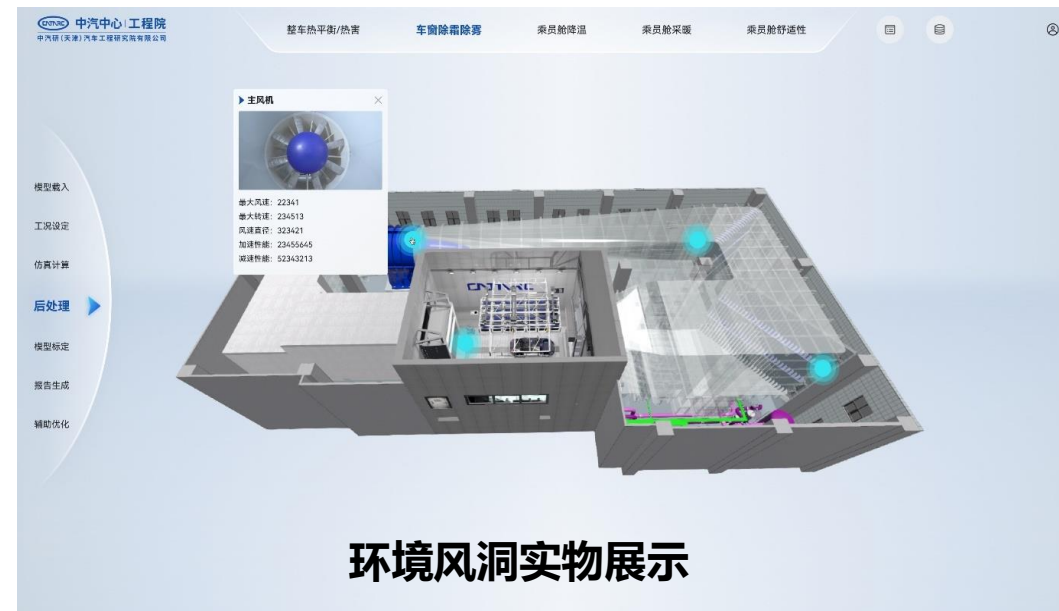 CATARC 中汽中心 | 工程院
中汽研(天津)汽车工程研究院有限公司
整车热平衡/热害
车窗除霜除雾
乘员舱降温
乘员舱采暖
乘员舱舒适性
主风机
最大风速: 22341
最大转速: 234513
风速直径: 323421
加速性能: 23455645
减速性能: 52343213
模型载入
工况设定
仿真计算
后处理
模型标定
报告生成
辅助优化
CATARC
环境风洞实物展示